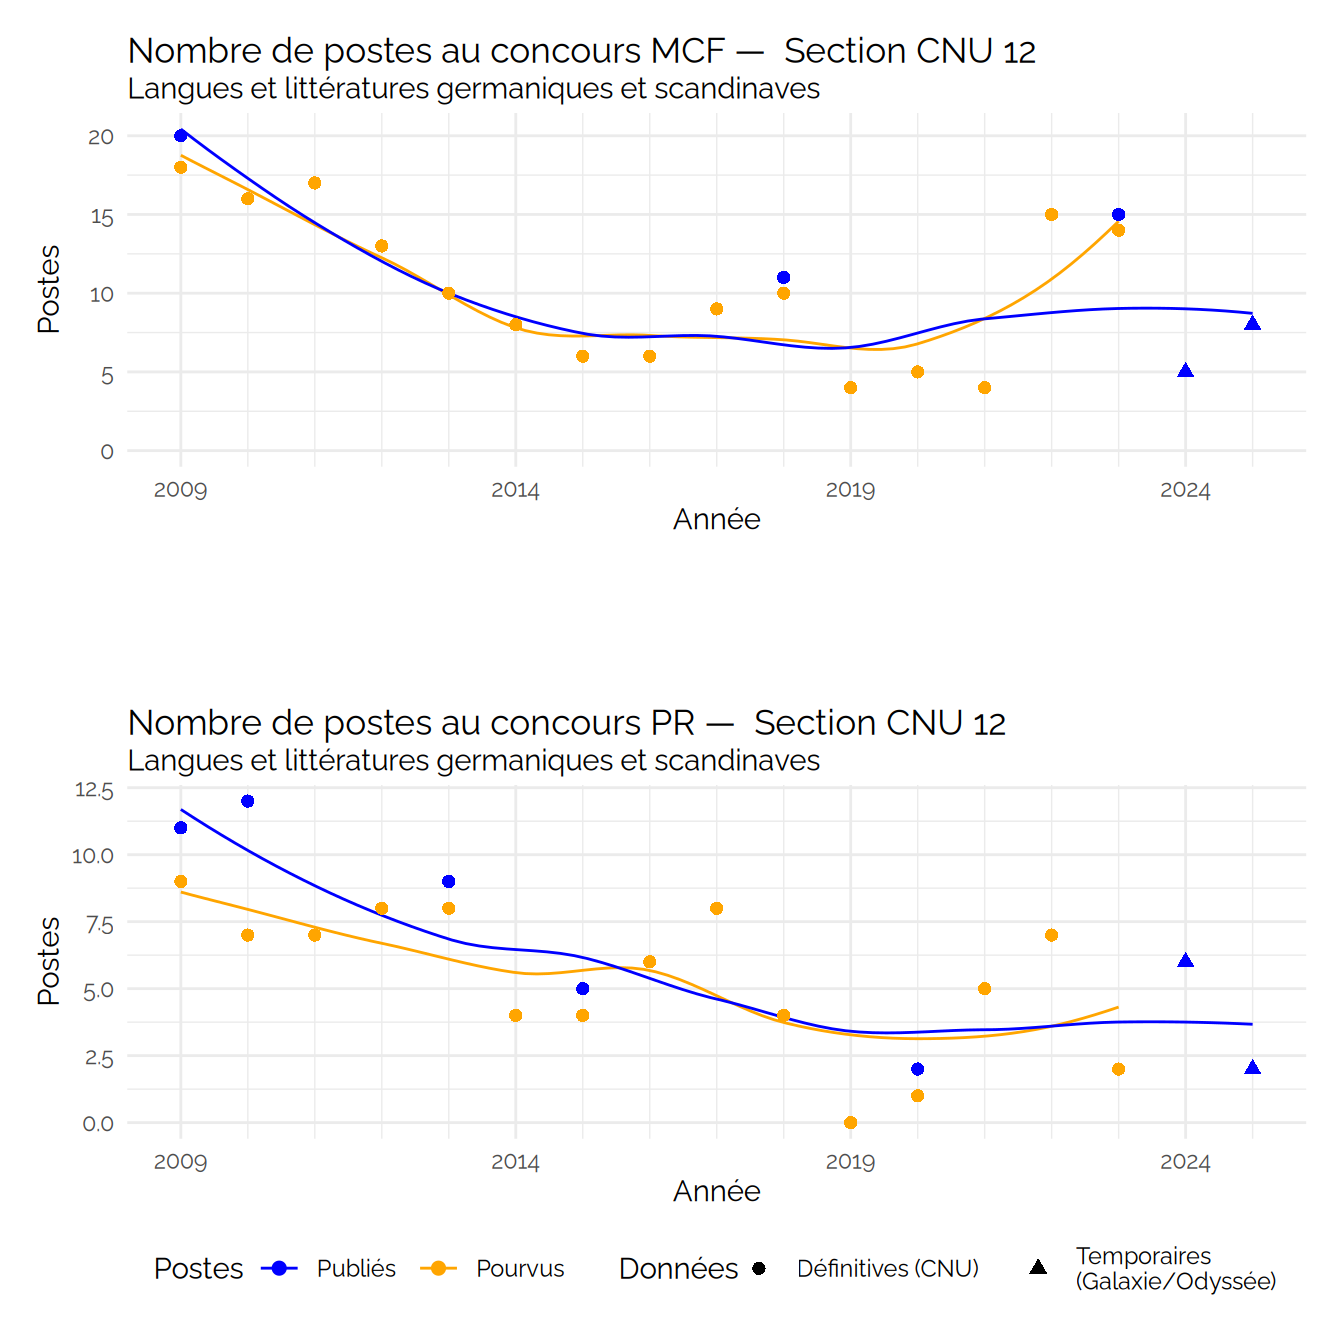 Nombre de postes au concours MCF —  Section CNU 12
Langues et littératures germaniques et scandinaves
20
15
10
5
0
Postes
2009 2014 2019 2024
Année
Nombre de postes au concours PR —  Section CNU 12
Langues et littératures germaniques et scandinaves
12.5
10.0
7.5
5.0
2.5
0.0
Postes
2009 2014 2019 2024
Année
Postes Publiés Pourvus Données Définitives (CNU) Temporaires
(Galaxie/Odyssée)